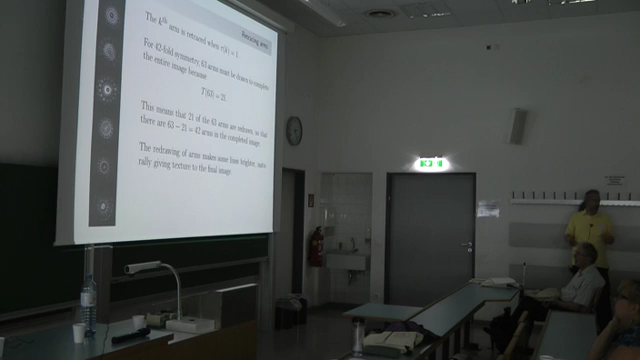 Retracing arms
The kth arm is retraced when τ(k) = 1.
For 42-fold symmetry, 63 arms must be drawn to complete
the entire image because
T(63) = 21.
This means that 21 of the 63 arms are redrawn, so that
there are 63 − 21 = 42 arms in the completed image.
The redrawing of arms makes some lines brighter, natu-
rally giving texture to the final image.